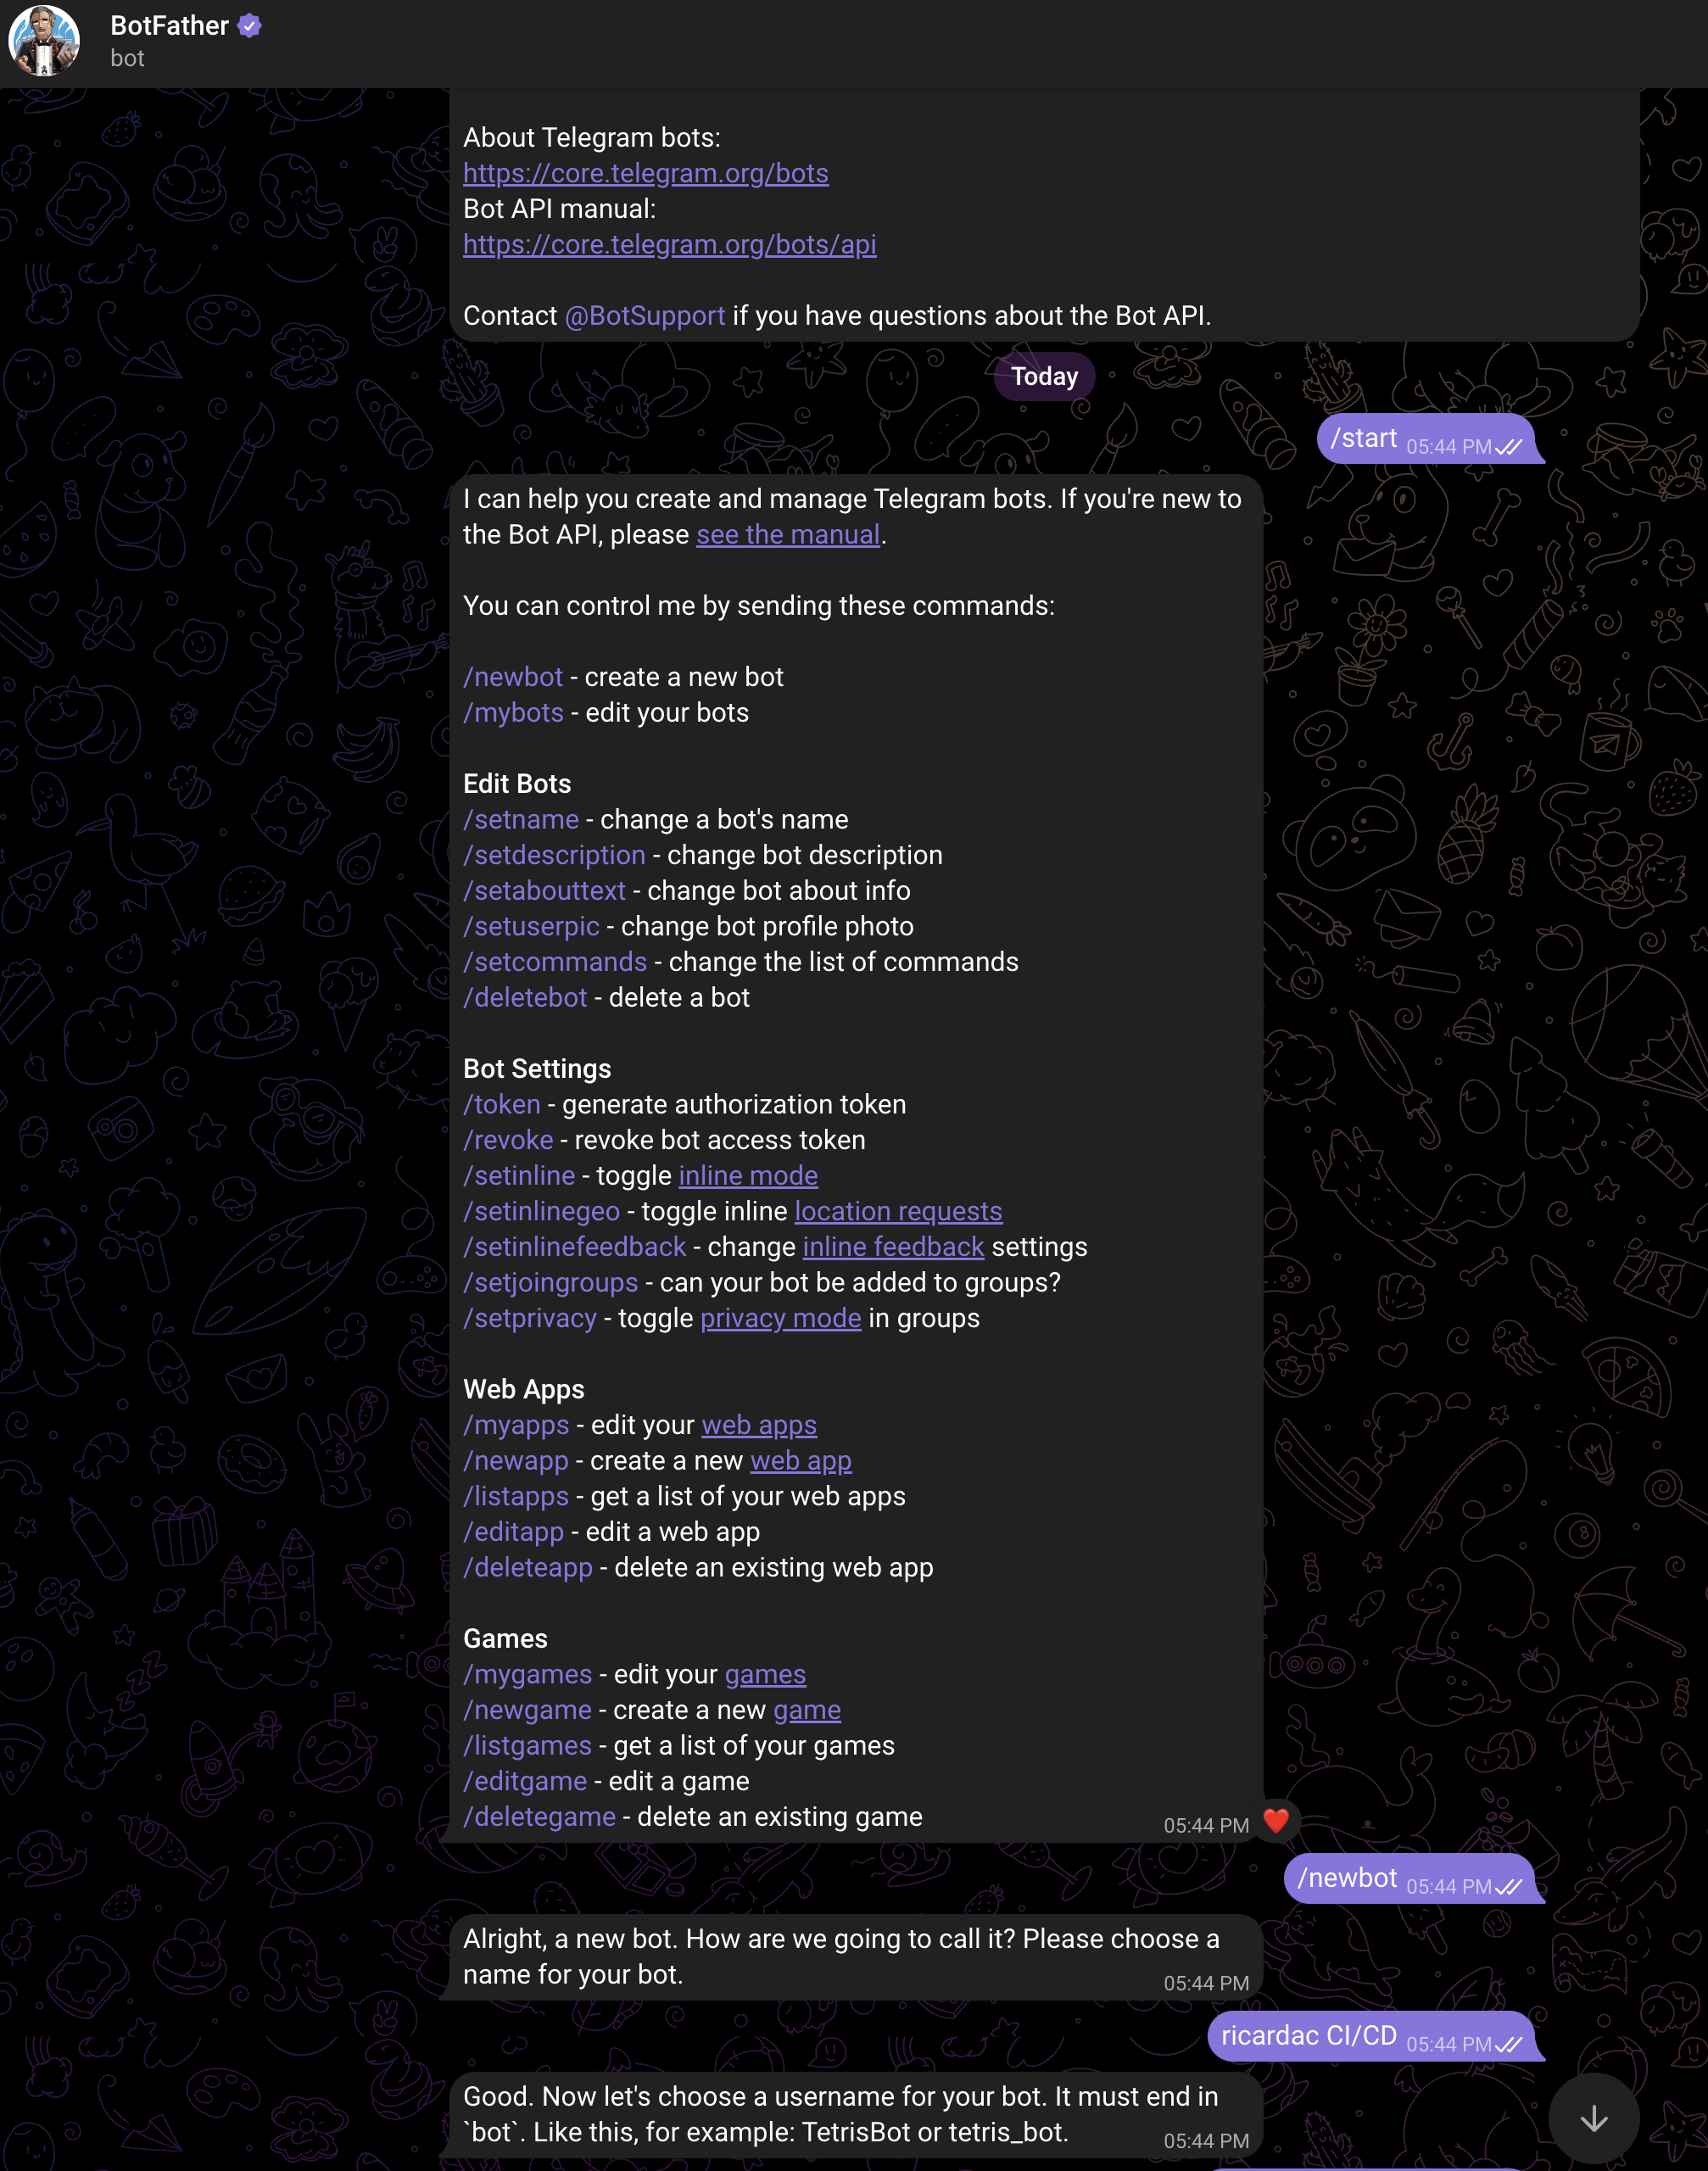 BotFather
bot
About Telegram bots:
https://core.telegram.org/bots
Bot API manual:
https://core.telegram.org/bots/api
Contact @BotSupport if you have questions about the Bot API.
Today
/start 05:44 PM
I can help you create and manage Telegram bots. If you're new to
the Bot API, please see the manual.
You can control me by sending these commands:
/newbot - create a new bot
/mybots - edit your bots
Edit Bots
/setname - change a bot's name
/setdescription - change bot description
/setabouttext - change bot about info
/setuserpic - change bot profile photo
/setcommands - change the list of commands
/deletebot - delete a bot
Bot Settings
/token - generate authorization token
/revoke - revoke bot access token
/setinline - toggle inline mode
/setinlinegeo - toggle inline location requests
/setinlinefeedback - change inline feedback settings
/setjoingroups - can your bot be added to groups?
/setprivacy - toggle privacy mode in groups
Web Apps
/myapps - edit your web apps
/newapp - create a new web app
/listapps - get a list of your web apps
/editapp - edit a web app
/deleteapp - delete an existing web app
Games
/mygames - edit your games
/newgame - create a new game
/listgames - get a list of your games
/editgame - edit a game
/deletegame - delete an existing game
05:44 PM
/newbot 05:44 PM
Alright, a new bot. How are we going to call it? Please choose a
name for your bot.
05:44 PM
ricardac CI/CD 05:44 PM
Good. Now let's choose a username for your bot. It must end in
`bot`. Like this, for example: TetrisBot or tetris_bot.
05:44 PM